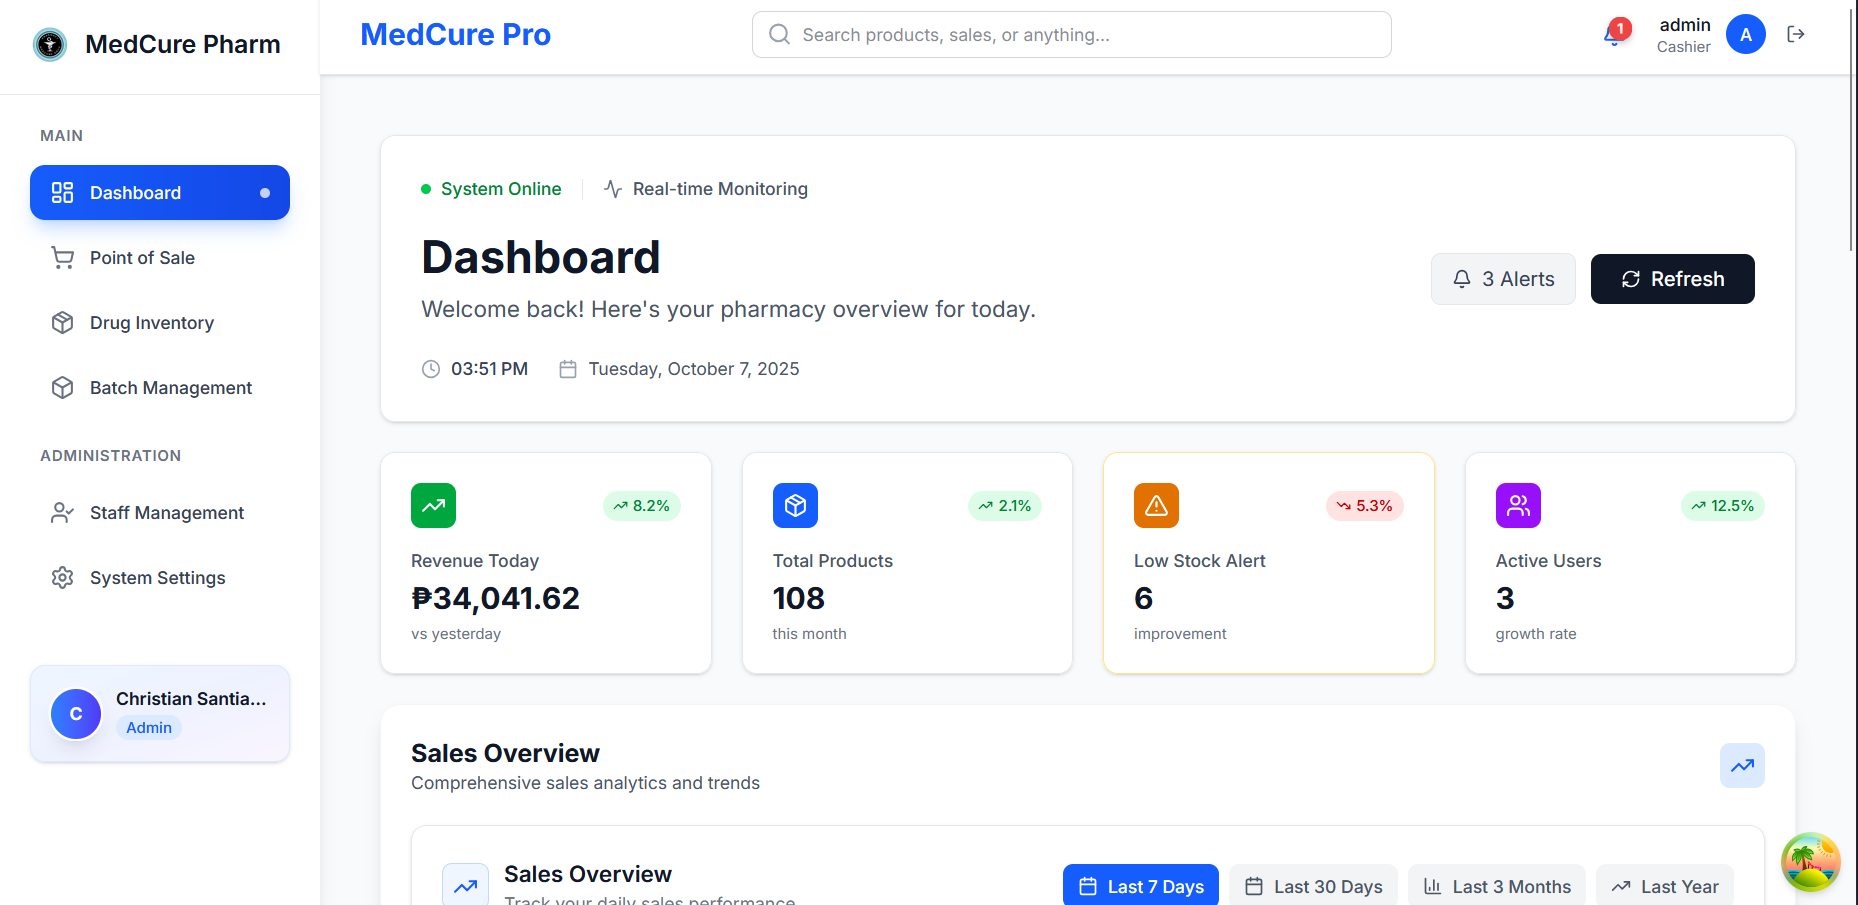 MedCure Pharm
MAIN
Dashboard
Point of Sale
Drug Inventory
Batch Management
ADMINISTRATION
Staff Management
System Settings
C
Christian Santia...
Admin
MedCure Pro
Search products, sales, or anything...
1
admin
Cashier
A
System Online
Real-time Monitoring
Dashboard
Welcome back! Here's your pharmacy overview for today.
03:51 PM
Tuesday, October 7, 2025
3 Alerts
Refresh
8.2%
Revenue Today
₱34,041.62
vs yesterday
2.1%
Total Products
108
this month
5.3%
Low Stock Alert
6
improvement
12.5%
Active Users
3
growth rate
Sales Overview
Comprehensive sales analytics and trends
Sales Overview
Track your daily sales performance
Last 7 Days
Last 30 Days
Last 3 Months
Last Year